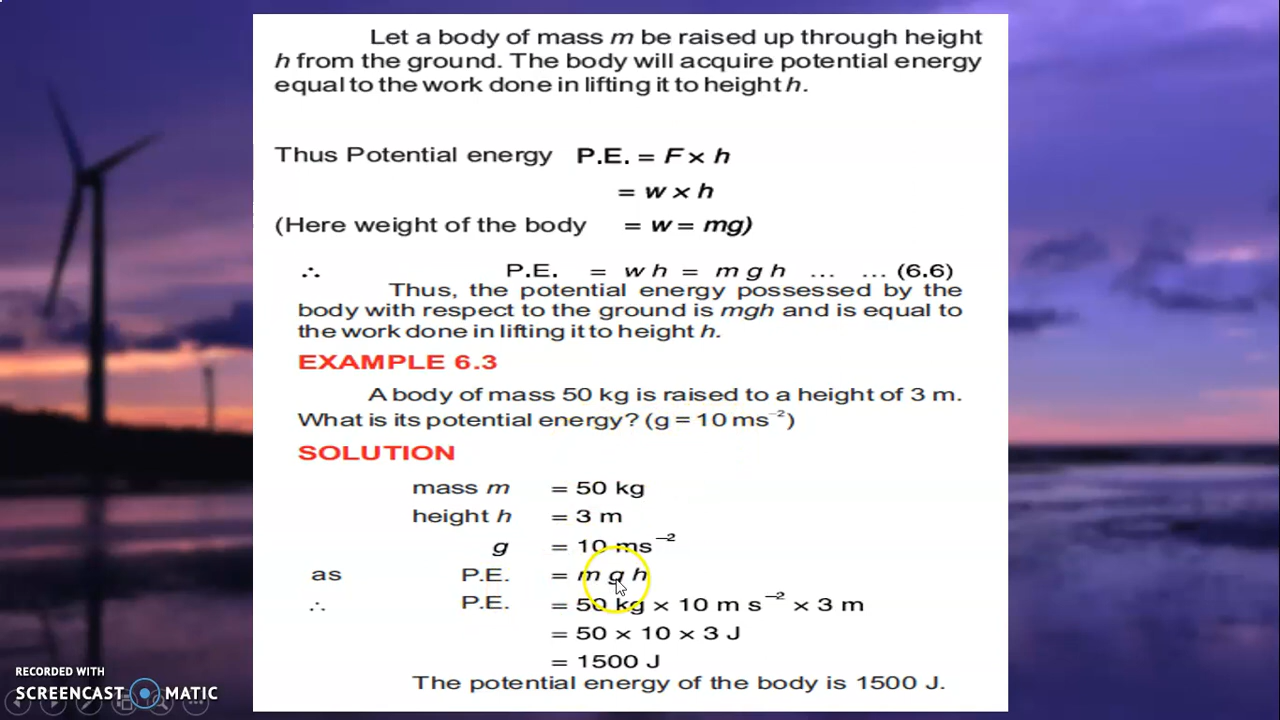 Let a body of mass m be raised up through height
h from the ground. The body will acquire potential energy
equal to the work done in lifting it to height h.
Thus Potential energy P.E. = F × h
= w × h
(Here weight of the body = w = mg)
∴ P.E. = w h = m g h ... ... (6.6)
Thus, the potential energy possessed by the
body with respect to the ground is mgh and is equal to
the work done in lifting it to height h.
EXAMPLE 6.3
A body of mass 50 kg is raised to a height of 3 m.
What is its potential energy? (g = 10 ms⁻²)
SOLUTION
mass m = 50 kg
height h = 3 m
g = 10 ms⁻²
as P.E. = m g h
∴ P.E. = 50 kg × 10 m s⁻² × 3 m
= 50 × 10 × 3 J
= 1500 J
The potential energy of the body is 1500 J.
RECORDED WITH
SCREENCAST MATIC